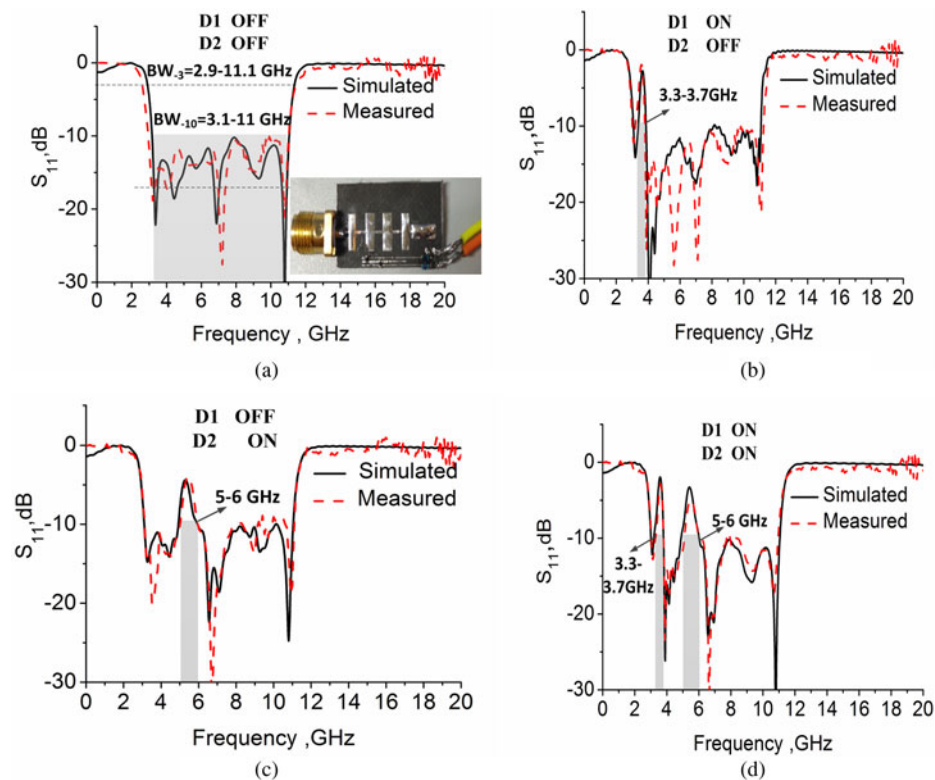 D1 OFF
D2 OFF
BW-3=2.9-11.1 GHz
Simulated
Measured
BW-10=3.1-11 GHz
S11,dB
0
-10
-20
-30
0 2 4 6 8 10 12 14 16 18 20
Frequency , GHz
(a)
D1 ON
D2 OFF
3.3-3.7GHz
Simulated
Measured
S11,dB
0
-10
-20
-30
0 2 4 6 8 10 12 14 16 18 20
Frequency , GHz
(b)
D1 OFF
D2 ON
Simulated
Measured
5-6 GHz
S11,dB
0
-10
-20
-30
0 2 4 6 8 10 12 14 16 18 20
Frequency ,GHz
(c)
D1 ON
D2 ON
Simulated
Measured
5-6 GHz
3.3-
3.7GHz
S11,dB
0
-10
-20
-30
0 2 4 6 8 10 12 14 16 18 20
Frequency ,GHz
(d)